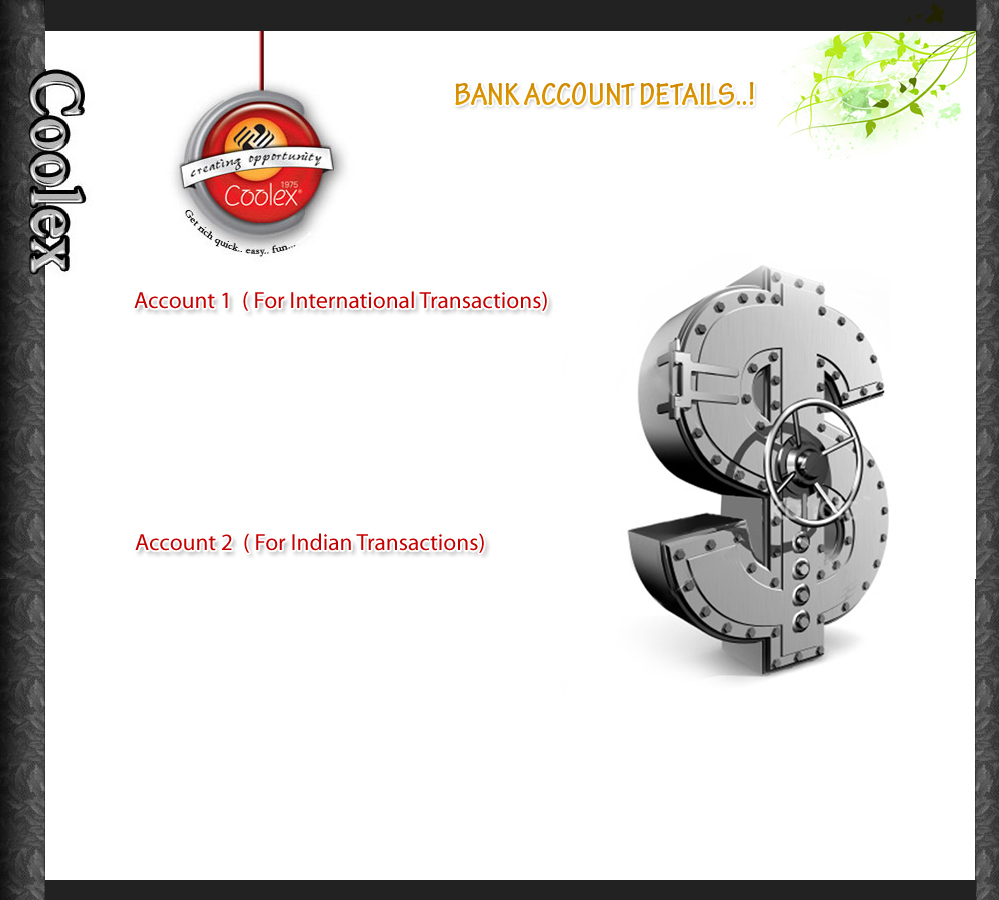 BANK ACCOUNT DETAILS..!
Coolex
creating opportunity
1975
Coolex®
Get rich quick.. easy.. fun...
Account 1 ( For International Transactions)
Account 2 ( For Indian Transactions)